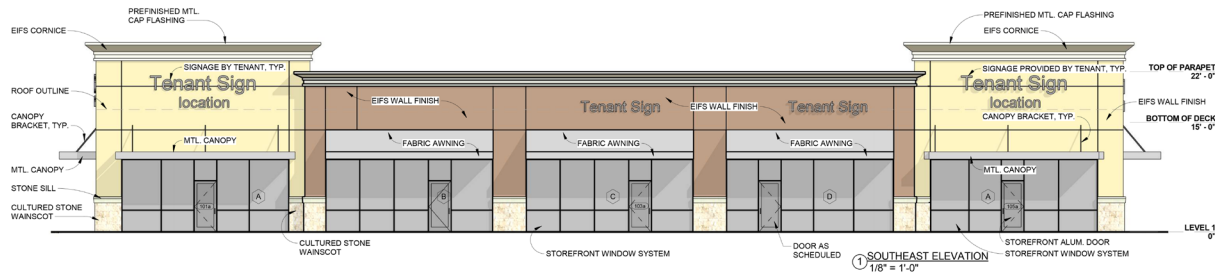 PREFINISHED MTL.
CAP FLASHING
EIFS CORNICE
SIGNAGE BY TENANT, TYP.
Tenant Sign
location
ROOF OUTLINE
CANOPY
BRACKET, TYP.
MTL. CANOPY
MTL. CANOPY
STONE SILL
CULTURED STONE
WAINSCOT
101a
A
CULTURED STONE
WAINSCOT
EIFS WALL FINISH
FABRIC AWNING
B
Tenant Sign
FABRIC AWNING
C
103a
STOREFRONT WINDOW SYSTEM
EIFS WALL FINISH
Tenant Sign
FABRIC AWNING
D
DOOR AS
SCHEDULED
PREFINISHED MTL. CAP FLASHING
EIFS CORNICE
SIGNAGE PROVIDED BY TENANT, TYP.
Tenant Sign
location
CANOPY BRACKET, TYP.
MTL. CANOPY
A
105a
EIFS WALL FINISH
TOP OF PARAPET
22' - 0"
BOTTOM OF DECK
15' - 0"
LEVEL 1
0"
STOREFRONT ALUM. DOOR
STOREFRONT WINDOW SYSTEM
1 SOUTHEAST ELEVATION
1/8" = 1'-0"